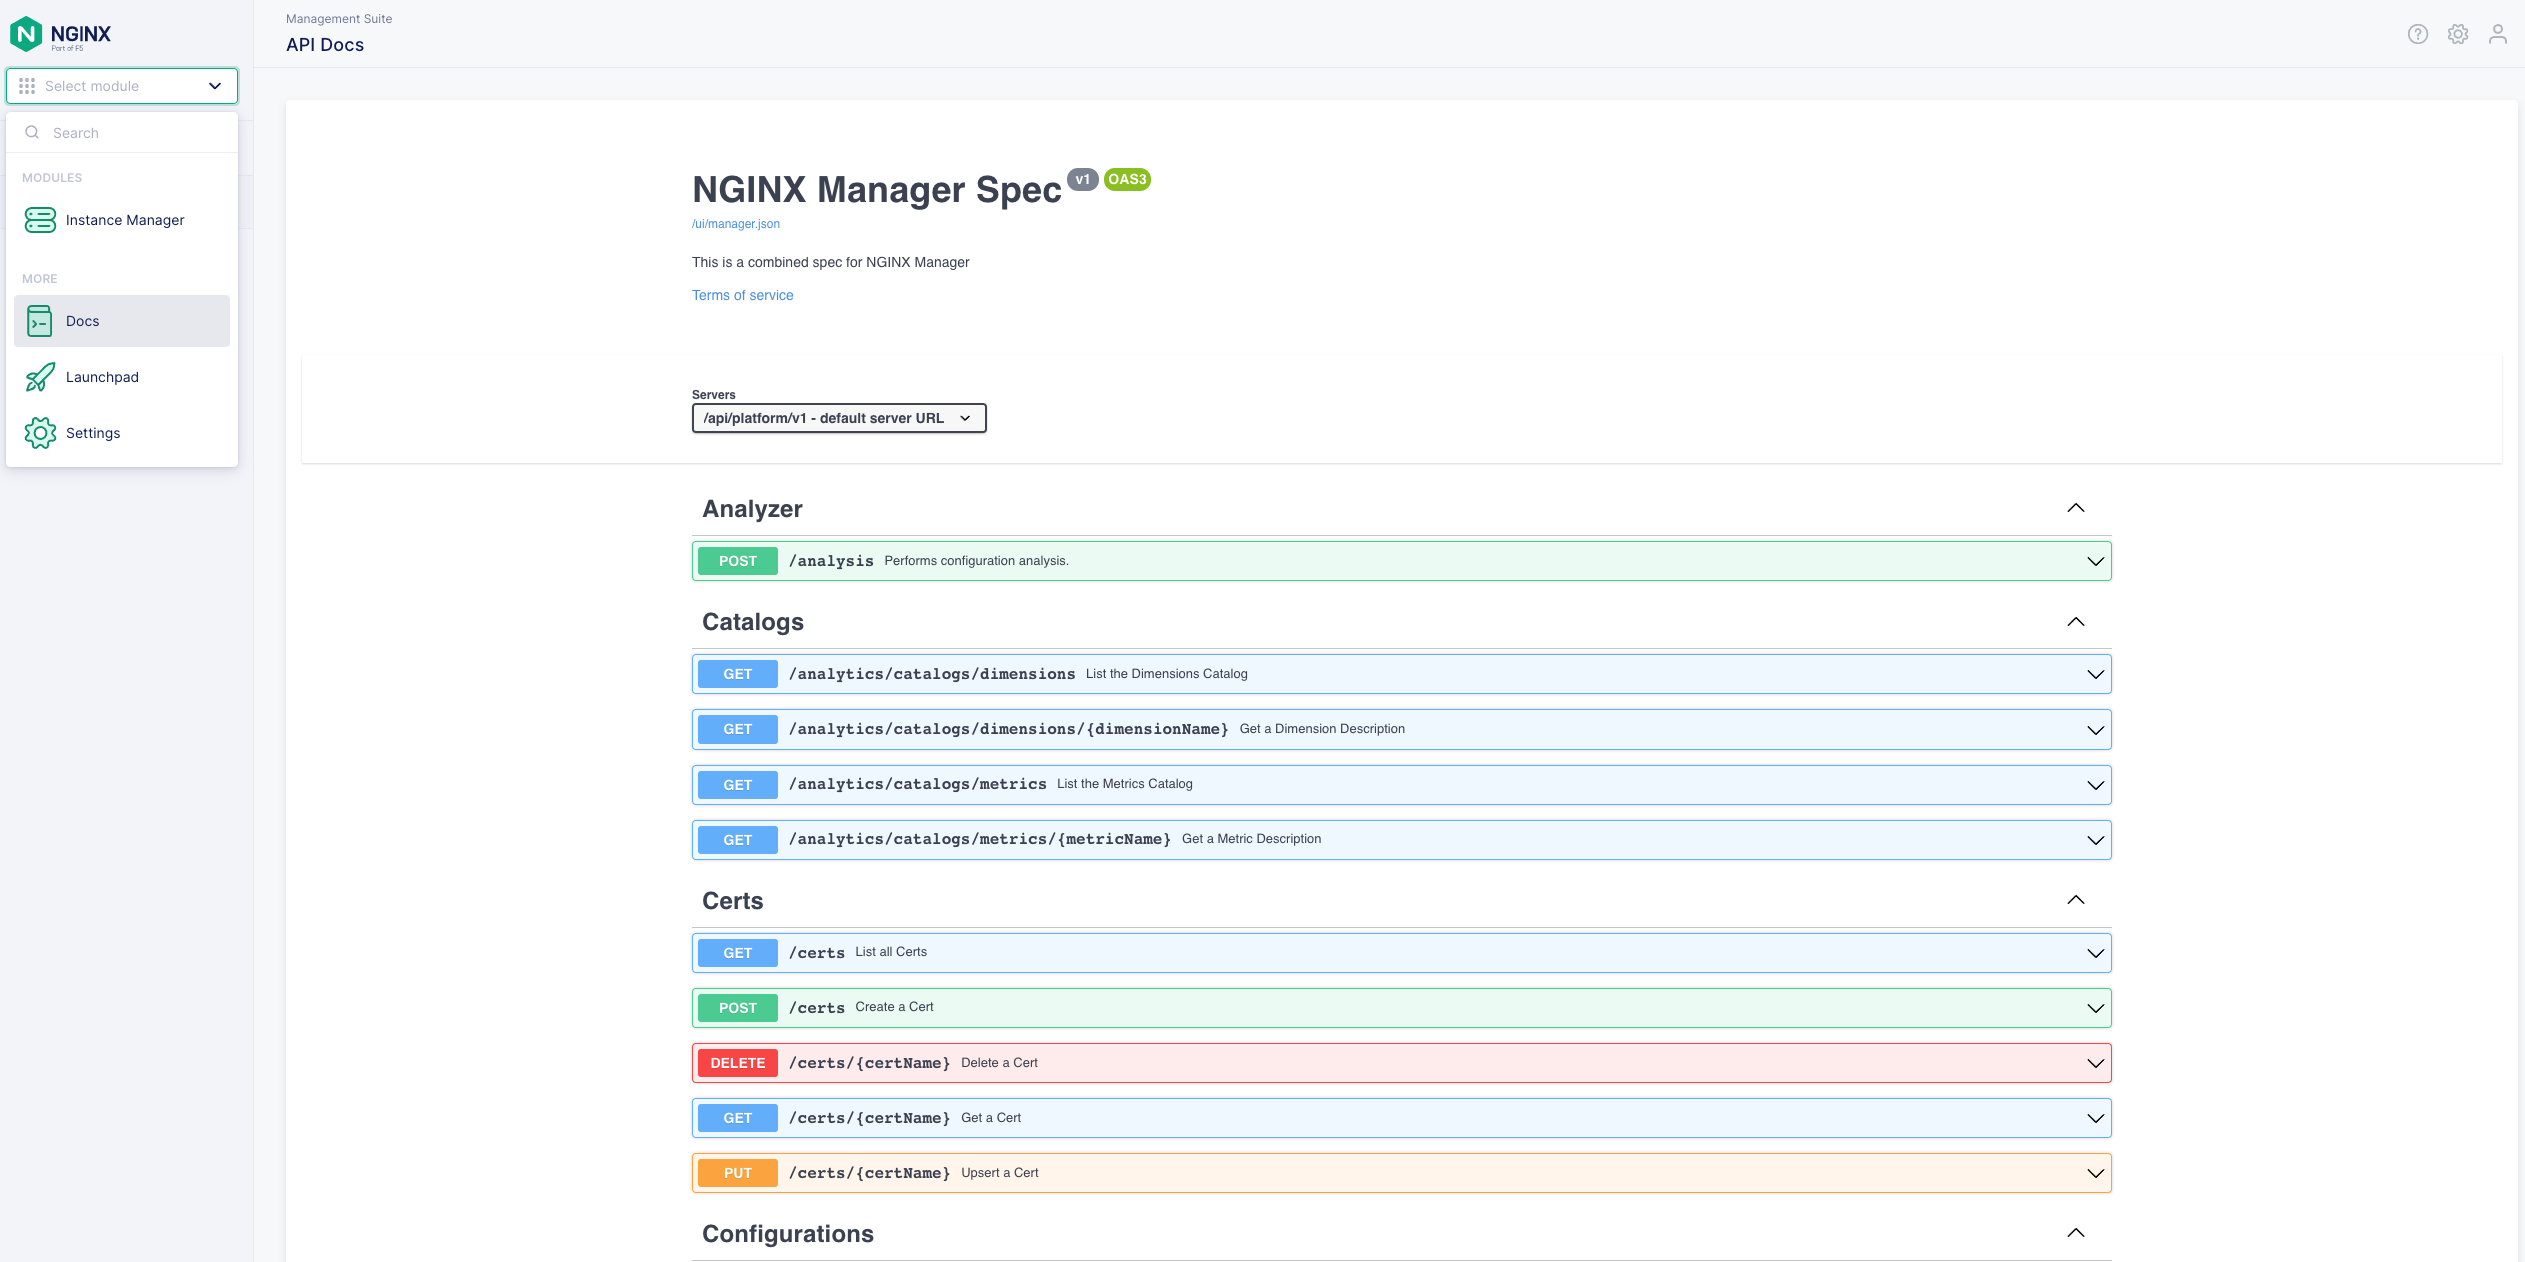 NGINX
Part of F5
Select module
Search
MODULES
Instance Manager
MORE
Docs
Launchpad
Settings
Management Suite
API Docs
NGINX Manager Spec v1 OAS3
/ui/manager.json
This is a combined spec for NGINX Manager
Terms of service
Servers
/api/platform/v1 - default server URL
Analyzer
POST /analysis Performs configuration analysis.
Catalogs
GET /analytics/catalogs/dimensions List the Dimensions Catalog
GET /analytics/catalogs/dimensions/{dimensionName} Get a Dimension Description
GET /analytics/catalogs/metrics List the Metrics Catalog
GET /analytics/catalogs/metrics/{metricName} Get a Metric Description
Certs
GET /certs List all Certs
POST /certs Create a Cert
DELETE /certs/{certName} Delete a Cert
GET /certs/{certName} Get a Cert
PUT /certs/{certName} Upsert a Cert
Configurations